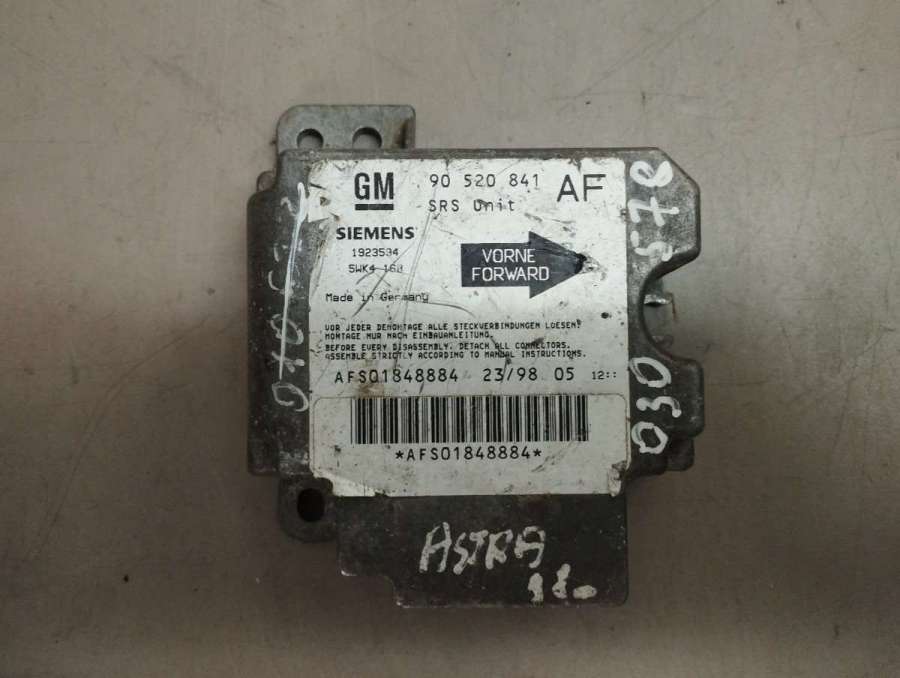 GM 90 520 841 AF
SRS Unit
SIEMENS
1923534
5WK4 168
VORNE
FORWARD
Made in Germany
VOR JEDER DEMONTAGE ALLE STECKVERBINDUNGEN LOESEN!
MONTAGE NUR NACH EINBAUANLEITUNG.
BEFORE EVERY DISASSEMBLY, DETACH ALL CONNECTORS.
ASSEMBLE STRICTLY ACCORDING TO MANUAL INSTRUCTIONS.
AFS01848884 23/98 05 12::
*AFS01848884*
030 578
ASTRA